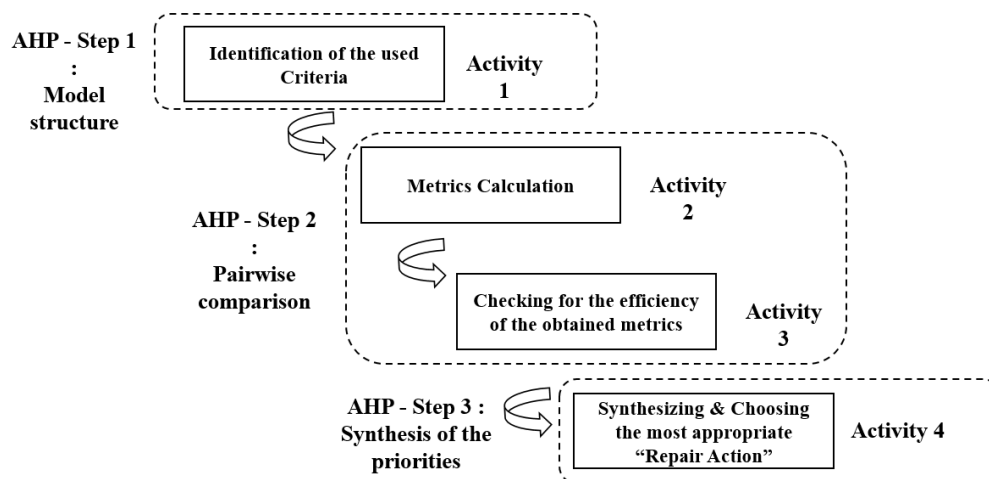 AHP - Step 1
:
Model
structure
Identification of the used
Criteria
Activity
1
AHP - Step 2
:
Pairwise
comparison
Metrics Calculation
Activity
2
Checking for the efficiency
of the obtained metrics
Activity
3
AHP - Step 3 :
Synthesis of the
priorities
Synthesizing & Choosing
the most appropriate
“Repair Action”
Activity 4